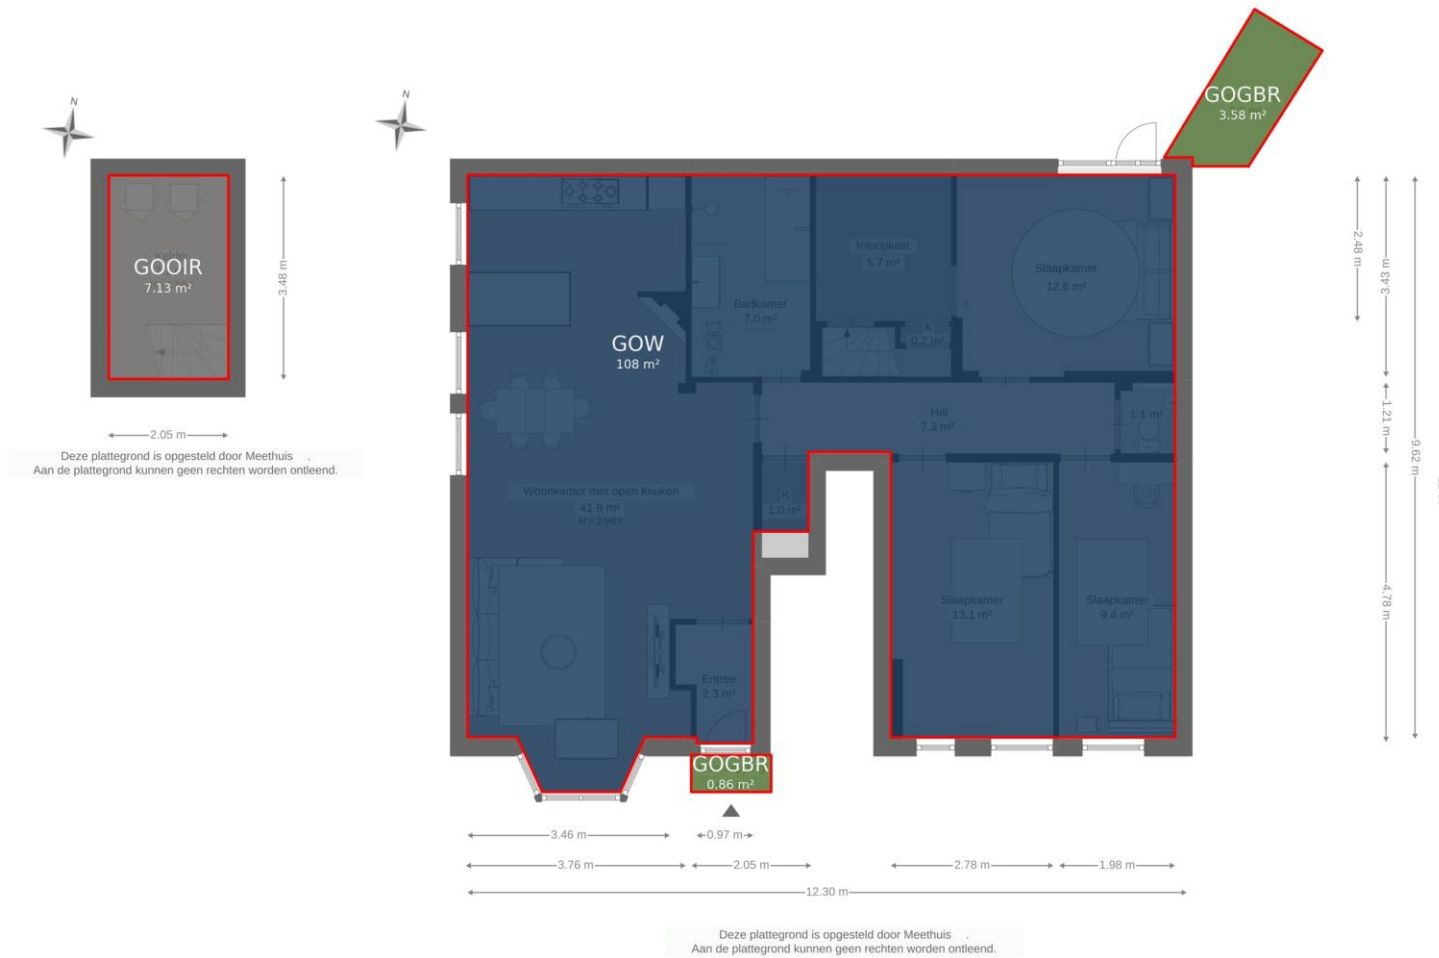 N
N
GOGBR
3.58 m²
GOOIR
7.13 m²
3.48 m
2.05 m
Deze plattegrond is opgesteld door Meethuis .
Aan de plattegrond kunnen geen rechten worden ontleend.
Inloopkast
5.7 m²
Slaapkamer
12.6 m²
Badkamer
7.0 m²
K
0.2 m²
GOW
108 m²
Hal
7.3 m²
1.1 m²
2.48 m
3.43 m
1.21 m
9.62 m
4.78 m
Woonkamer met open keuken
41.9 m²
K
1.0 m²
Slaapkamer
13.1 m²
Slaapkamer
9.4 m²
Entree
2.3 m²
GOGBR
0.86 m²
3.46 m
0.97 m
3.76 m
2.05 m
2.78 m
1.98 m
12.30 m
Deze plattegrond is opgesteld door Meethuis .
Aan de plattegrond kunnen geen rechten worden ontleend.